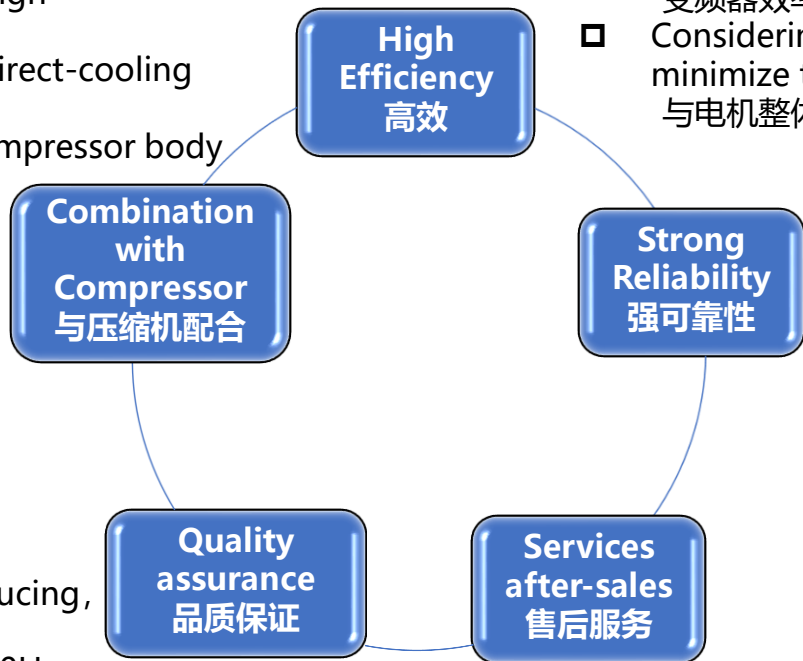 High
Efficiency
高效
irect-cooling
Considerin
minimize
与电机整体
mpressor body
Combination
with
Compressor
与压缩机配合
Strong
Reliability
强可靠性
Quality
assurance
品质保证
Services
after-sales
售后服务
ucing,